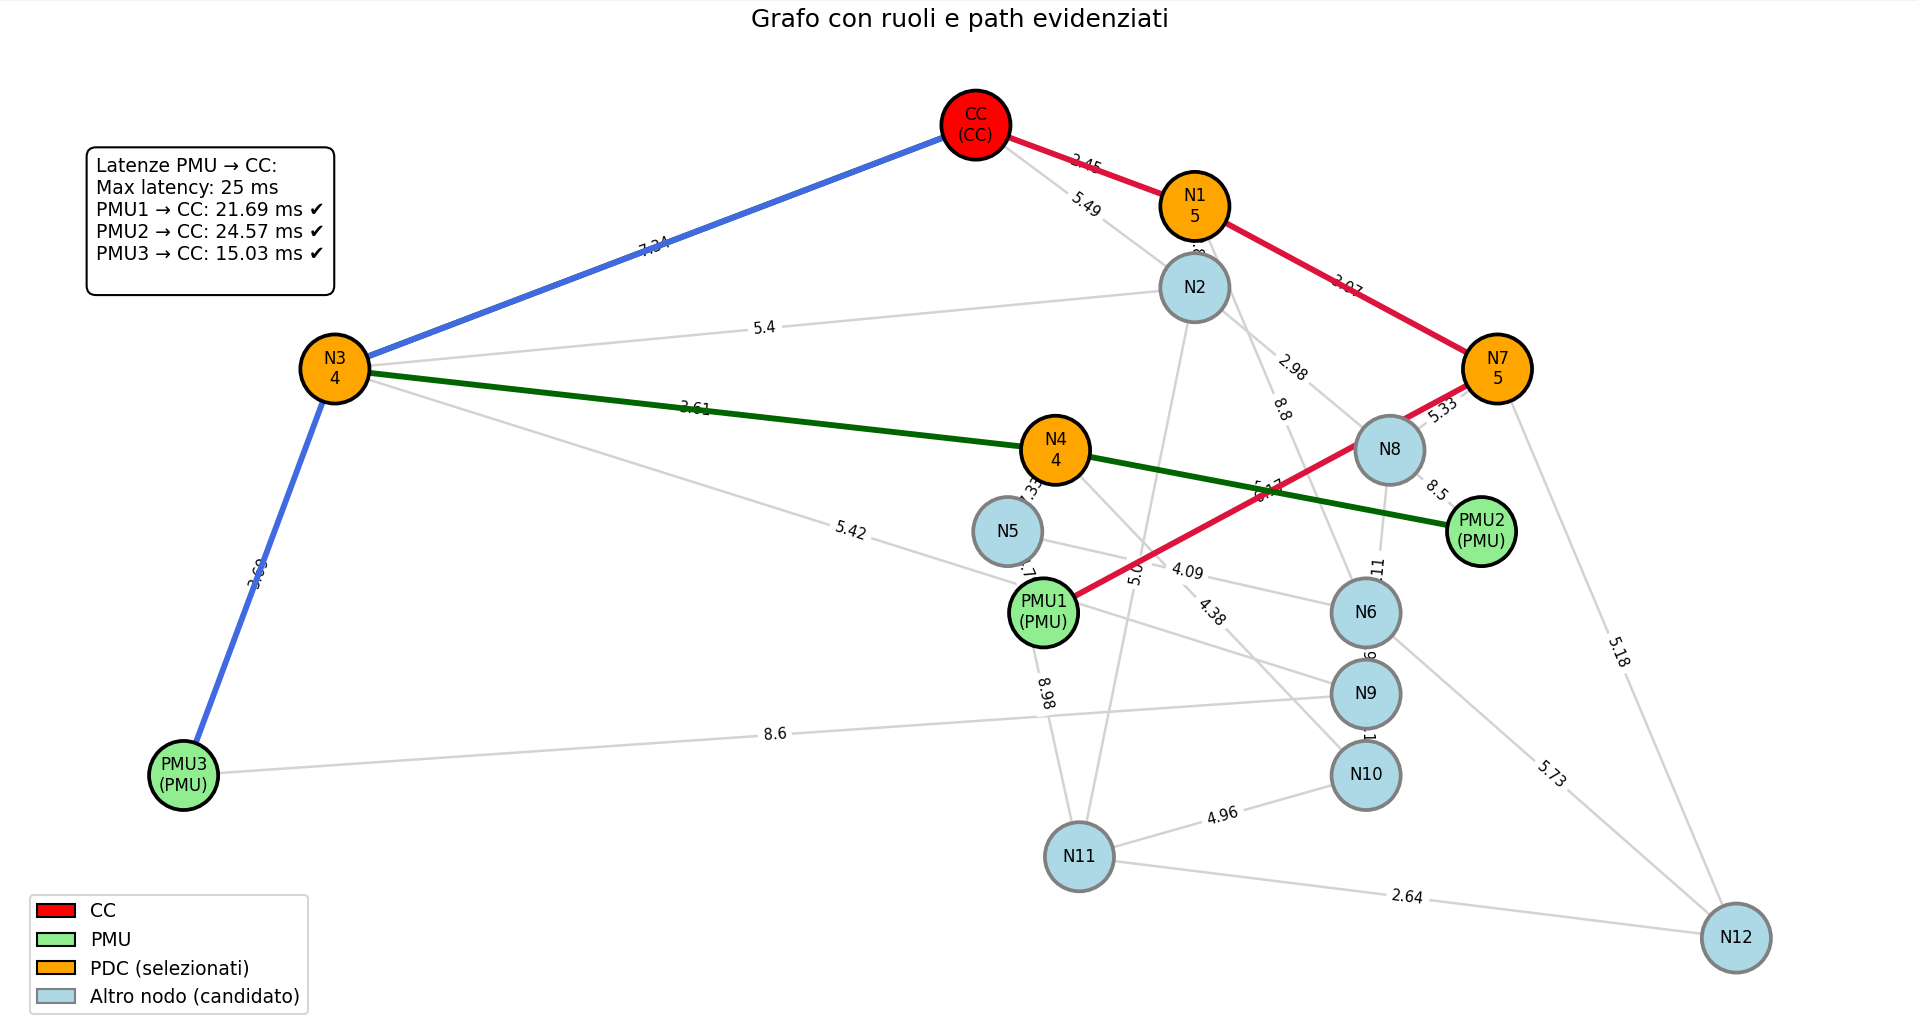 Grafo con ruoli e path evidenziati
CC
(CC)
Latenze PMU → CC:
Max latency: 25 ms
PMU1 → CC: 21.69 ms ✔
PMU2 → CC: 24.57 ms ✔
PMU3 → CC: 15.03 ms ✔
N1
5
5.49
N2
5.4
N3
4
2.98
N7
5
8.8
5.33
N4
4
N8
8.5
5.42
N5
PMU2
(PMU)
4.09
PMU1
(PMU)
4.38
N6
5.18
8.98
N9
8.6
PMU3
(PMU)
N10
5.73
4.96
N11
2.64
N12
CC
PMU
PDC (selezionati)
Altro nodo (candidato)